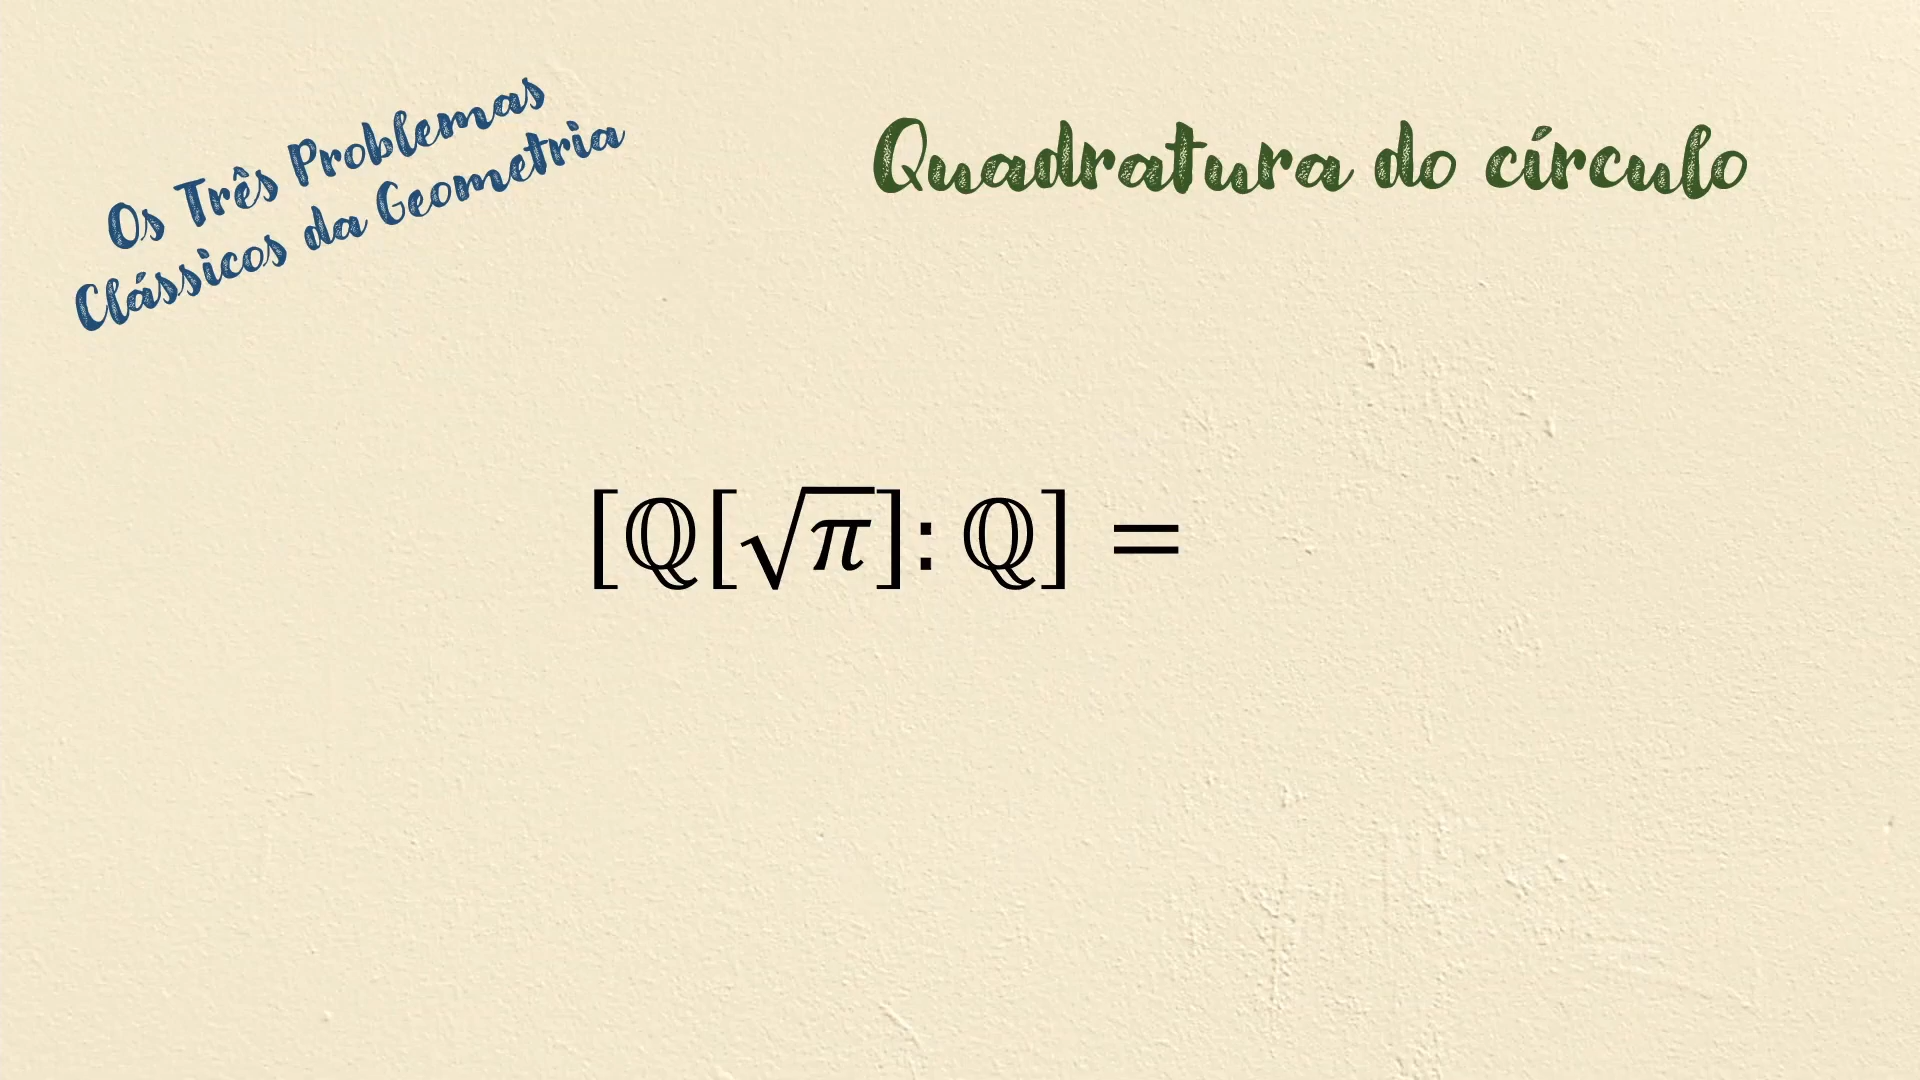 Os Três Problemas
Clássicos da Geometria
Quadratura do círculo
[ℚ[√π]: ℚ] =